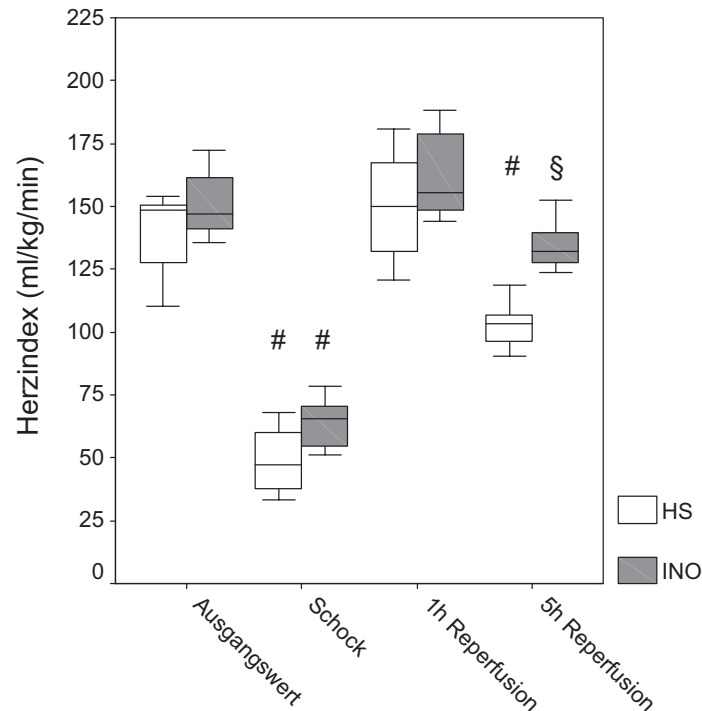 225
200
175
150
125
100
75
50
25
0
Herzindex (ml/kg/min)
# §
# #
HS
INO
Ausgangswert
Schock
1h Reperfusion
5h Reperfusion